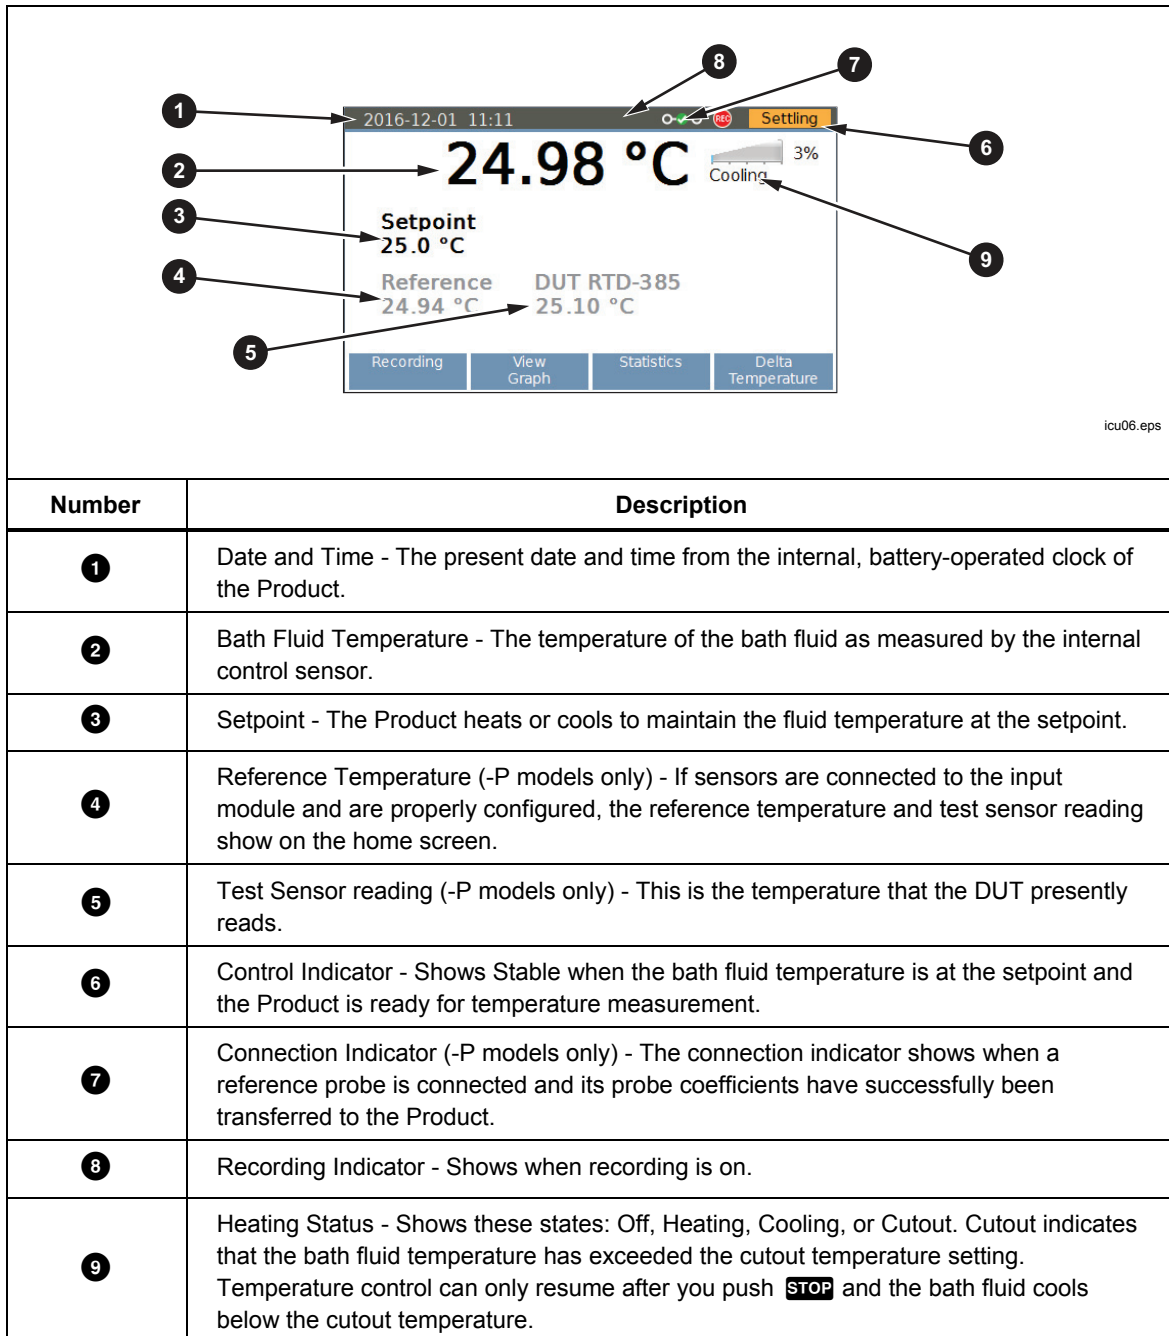 8
7
1
2016-12-01 11:11
REC
Settling
6
2
24.98 °C
3%
Cooling
3
Setpoint
25.0 °C
9
4
Reference
DUT RTD-385
24.94 °C
25.10 °C
5
Recording
View
Graph
Statistics
Delta
Temperature
icu06.eps
Number
Description
1
Date and Time - The present date and time from the internal, battery-operated clock of
the Product.
2
Bath Fluid Temperature - The temperature of the bath fluid as measured by the internal
control sensor.
3
Setpoint - The Product heats or cools to maintain the fluid temperature at the setpoint.
4
Reference Temperature (-P models only) - If sensors are connected to the input
module and are properly configured, the reference temperature and test sensor reading
show on the home screen.
5
Test Sensor reading (-P models only) - This is the temperature that the DUT presently
reads.
6
Control Indicator - Shows Stable when the bath fluid temperature is at the setpoint and
the Product is ready for temperature measurement.
7
Connection Indicator (-P models only) - The connection indicator shows when a
reference probe is connected and its probe coefficients have successfully been
transferred to the Product.
8
Recording Indicator - Shows when recording is on.
9
Heating Status - Shows these states: Off, Heating, Cooling, or Cutout. Cutout indicates
that the bath fluid temperature has exceeded the cutout temperature setting.
Temperature control can only resume after you push STOP and the bath fluid cools
below the cutout temperature.